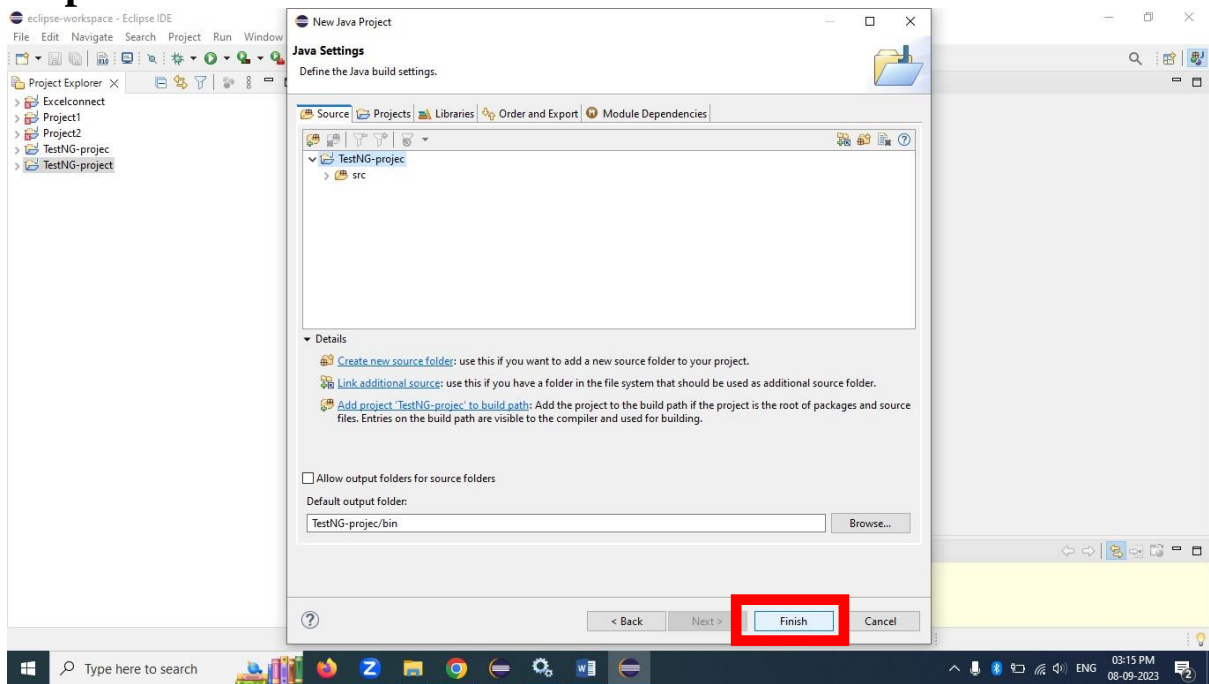 eclipse-workspace - Eclipse IDE
File Edit Navigate Search Project Run Window
Project Explorer
Excelconnect
Project1
Project2
TestNG-projec
TestNG-project
New Java Project
Java Settings
Define the Java build settings.
Source Projects Libraries Order and Export Module Dependencies
TestNG-projec
src
Details
Create new source folder: use this if you want to add a new source folder to your project.
Link additional source: use this if you have a folder in the file system that should be used as additional source folder.
Add project 'TestNG-projec' to build path: Add the project to the build path if the project is the root of packages and source
files. Entries on the build path are visible to the compiler and used for building.
Allow output folders for source folders
Default output folder:
TestNG-projec/bin
Browse...
< Back Next > Finish Cancel
Type here to search
ENG
03:15 PM
08-09-2023
2